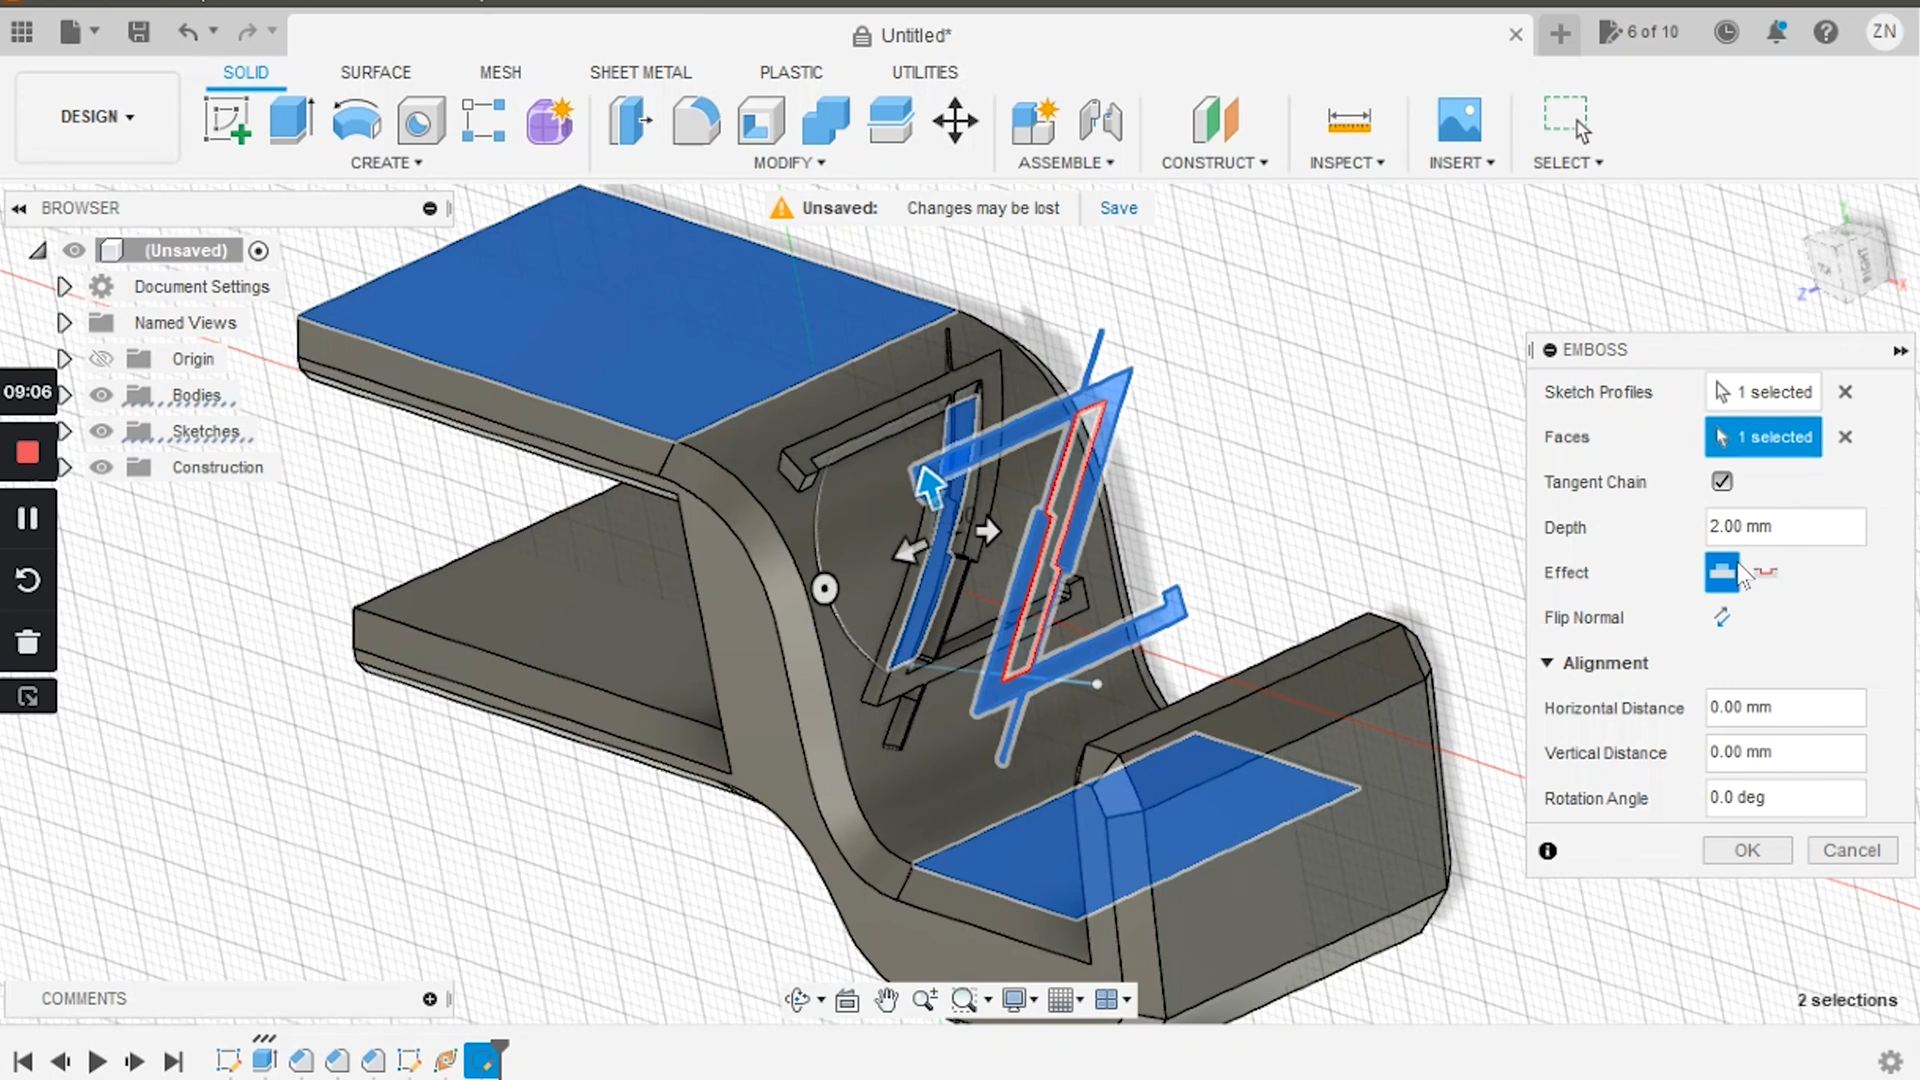 Untitled*
6 of 10
ZN
DESIGN
SOLID
SURFACE
MESH
SHEET METAL
PLASTIC
UTILITIES
CREATE
MODIFY
ASSEMBLE
CONSTRUCT
INSPECT
INSERT
SELECT
BROWSER
Unsaved: Changes may be lost Save
(Unsaved)
Document Settings
Named Views
Origin
09:06
Bodies
Sketches
Construction
EMBOSS
Sketch Profiles 1 selected
Faces 1 selected
Tangent Chain
Depth 2.00 mm
Effect
Flip Normal
Alignment
Horizontal Distance 0.00 mm
Vertical Distance 0.00 mm
Rotation Angle 0.0 deg
OK Cancel
Y
Z
X
COMMENTS
2 selections